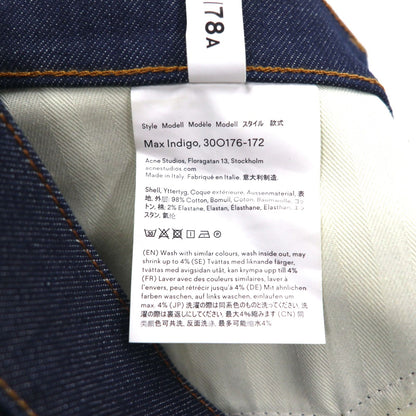 /78A
Style Modell Modèle Modell スタイル 款式
Max Indigo, 30O176-172
Acne Studios, Floragatan 13, Stockholm
acnestudios.com
Made in Italy. Fabriqué en Italie. 意大利制造
Shell, Yttertyg, Coque extérieure, Aussenmaterial, 表
地, 外层: 98% Cotton, Bomull, Coton, Baumwolle, コッ
トン, 棉, 2% Elastane, Elastan, Élasthane, Elasthan, エラ
スタン, 氨纶
(EN) Wash with similar colours, wash inside out, may
shrink up to 4% (SE) Tvättas med liknande färger,
tvättas med avigsidan utåt, kan krympa upp till 4%
(FR) Laver avec des couleurs similaires, laver à
l'envers, peut rétrécir jusqu'à 4% (DE) Mit ähnlichen
farben waschen, auf links waschen, einlaufen um
max. 4% (JP) 洗濯の際は同系色のものと洗ってください. 洗
濯の際は裏返しにしてください. 最大4%縮みます (CN) 同
类颜色可共洗, 反面洗涤, 最多可能缩水4%